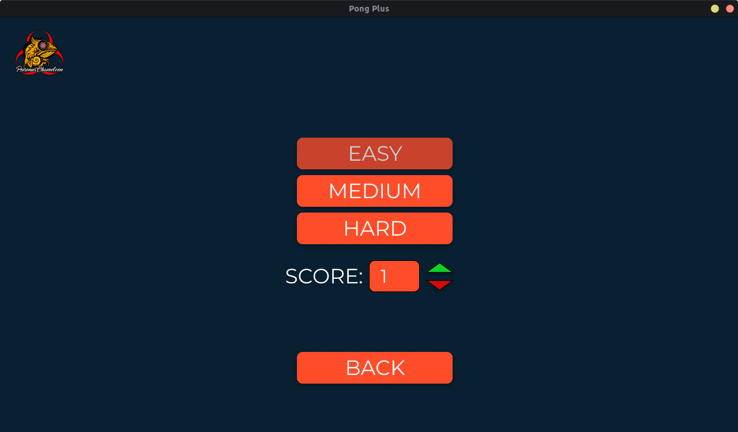 Pong Plus
EASY
MEDIUM
HARD
SCORE: 1
BACK